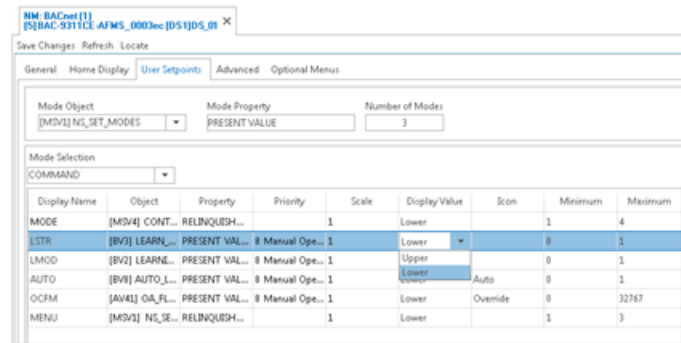 NM: BACnet [1]
[5] BAC-9311CE-AFMS_0003ec [DS1]DS_01 ×
Save Changes Refresh Locate
General Home Display User Setpoints Advanced Optional Menus
Mode Object Mode Property Number of Modes
[MSV1] NS_SET_MODES PRESENT VALUE 3
Mode Selection
COMMAND
Display Name Object Property Priority Scale Display Value Icon Minimum Maximum
MODE [MSV4] CONT... RELINQUISH... 1 Lower 1 4
LSTR [BV3] LEARN_... PRESENT VAL... 8 Manual Ope... 1 Lower 0 1
LMOD [BV2] LEARNI... PRESENT VAL... 8 Manual Ope... 1 Upper 0 1
Lower
AUTO [BV8] AUTO_L... PRESENT VAL... 8 Manual Ope... 1 Auto 0 1
OCFM [AV41] OA_FL... PRESENT VAL... 8 Manual Ope... 1 Lower Override 0 32767
MENU [MSV1] NS_SE... RELINQUISH... 1 Lower 1 3